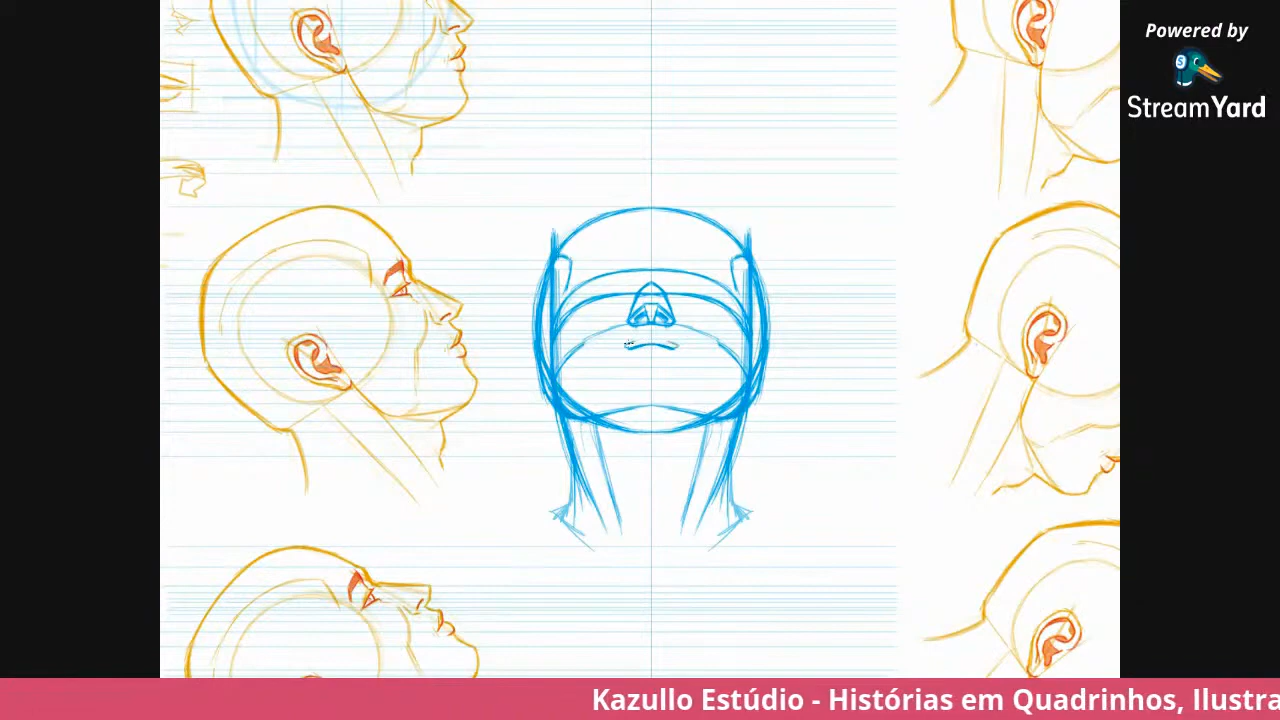 Powered by
StreamYard
Kazullo Estúdio - Histórias em Quadrinhos, Ilustra